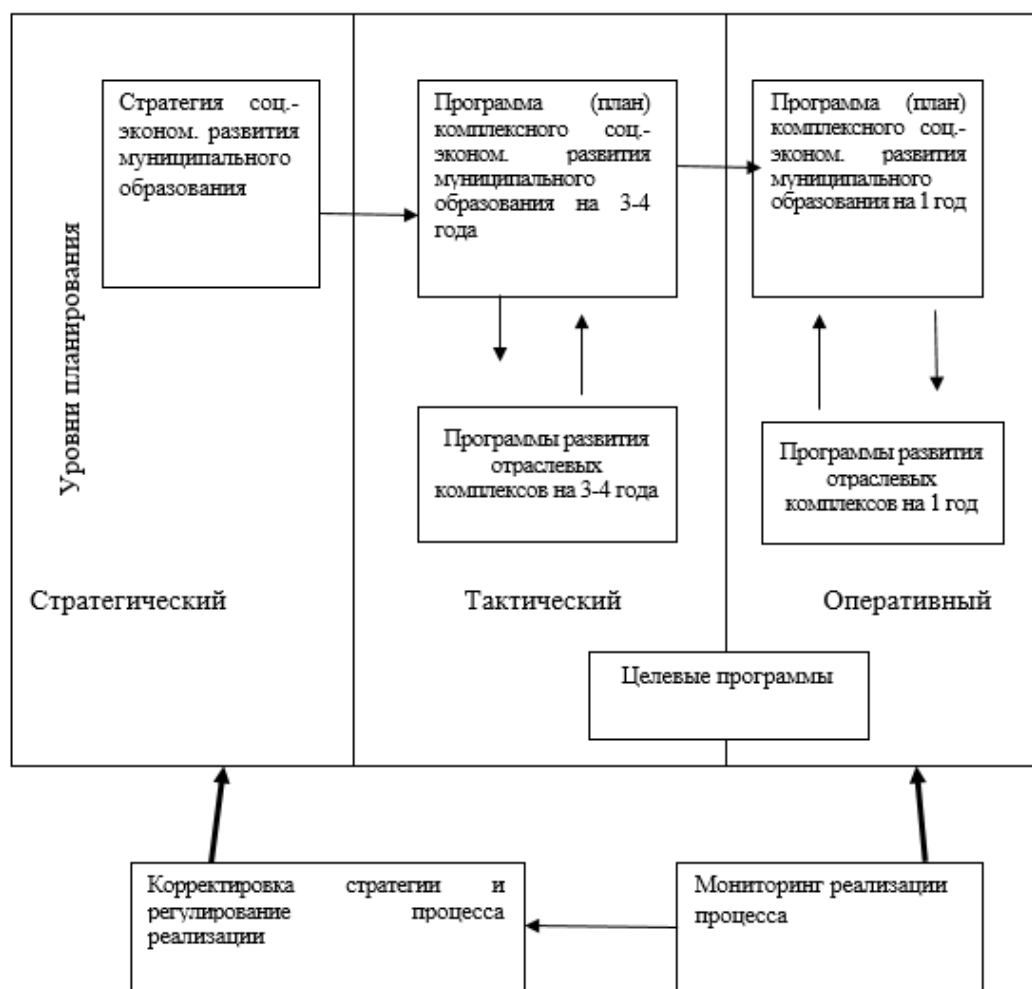 Уровни планирования
Стратегия соц.-
эконом. развития
муниципального
образования
Программа (план)
комплексного соц.-
эконом. развития
муниципального
образования на 3-4
года
Программа (план)
комплексного соц.-
эконом. развития
муниципального
образования на 1 год
Программы развития
отраслевых
комплексов на 3-4 года
Программы развития
отраслевых
комплексов на 1 год
Стратегический
Тактический
Оперативный
Целевые программы
Корректировка стратегии и
регулирование процесса
реализации
Мониторинг реализации
процесса